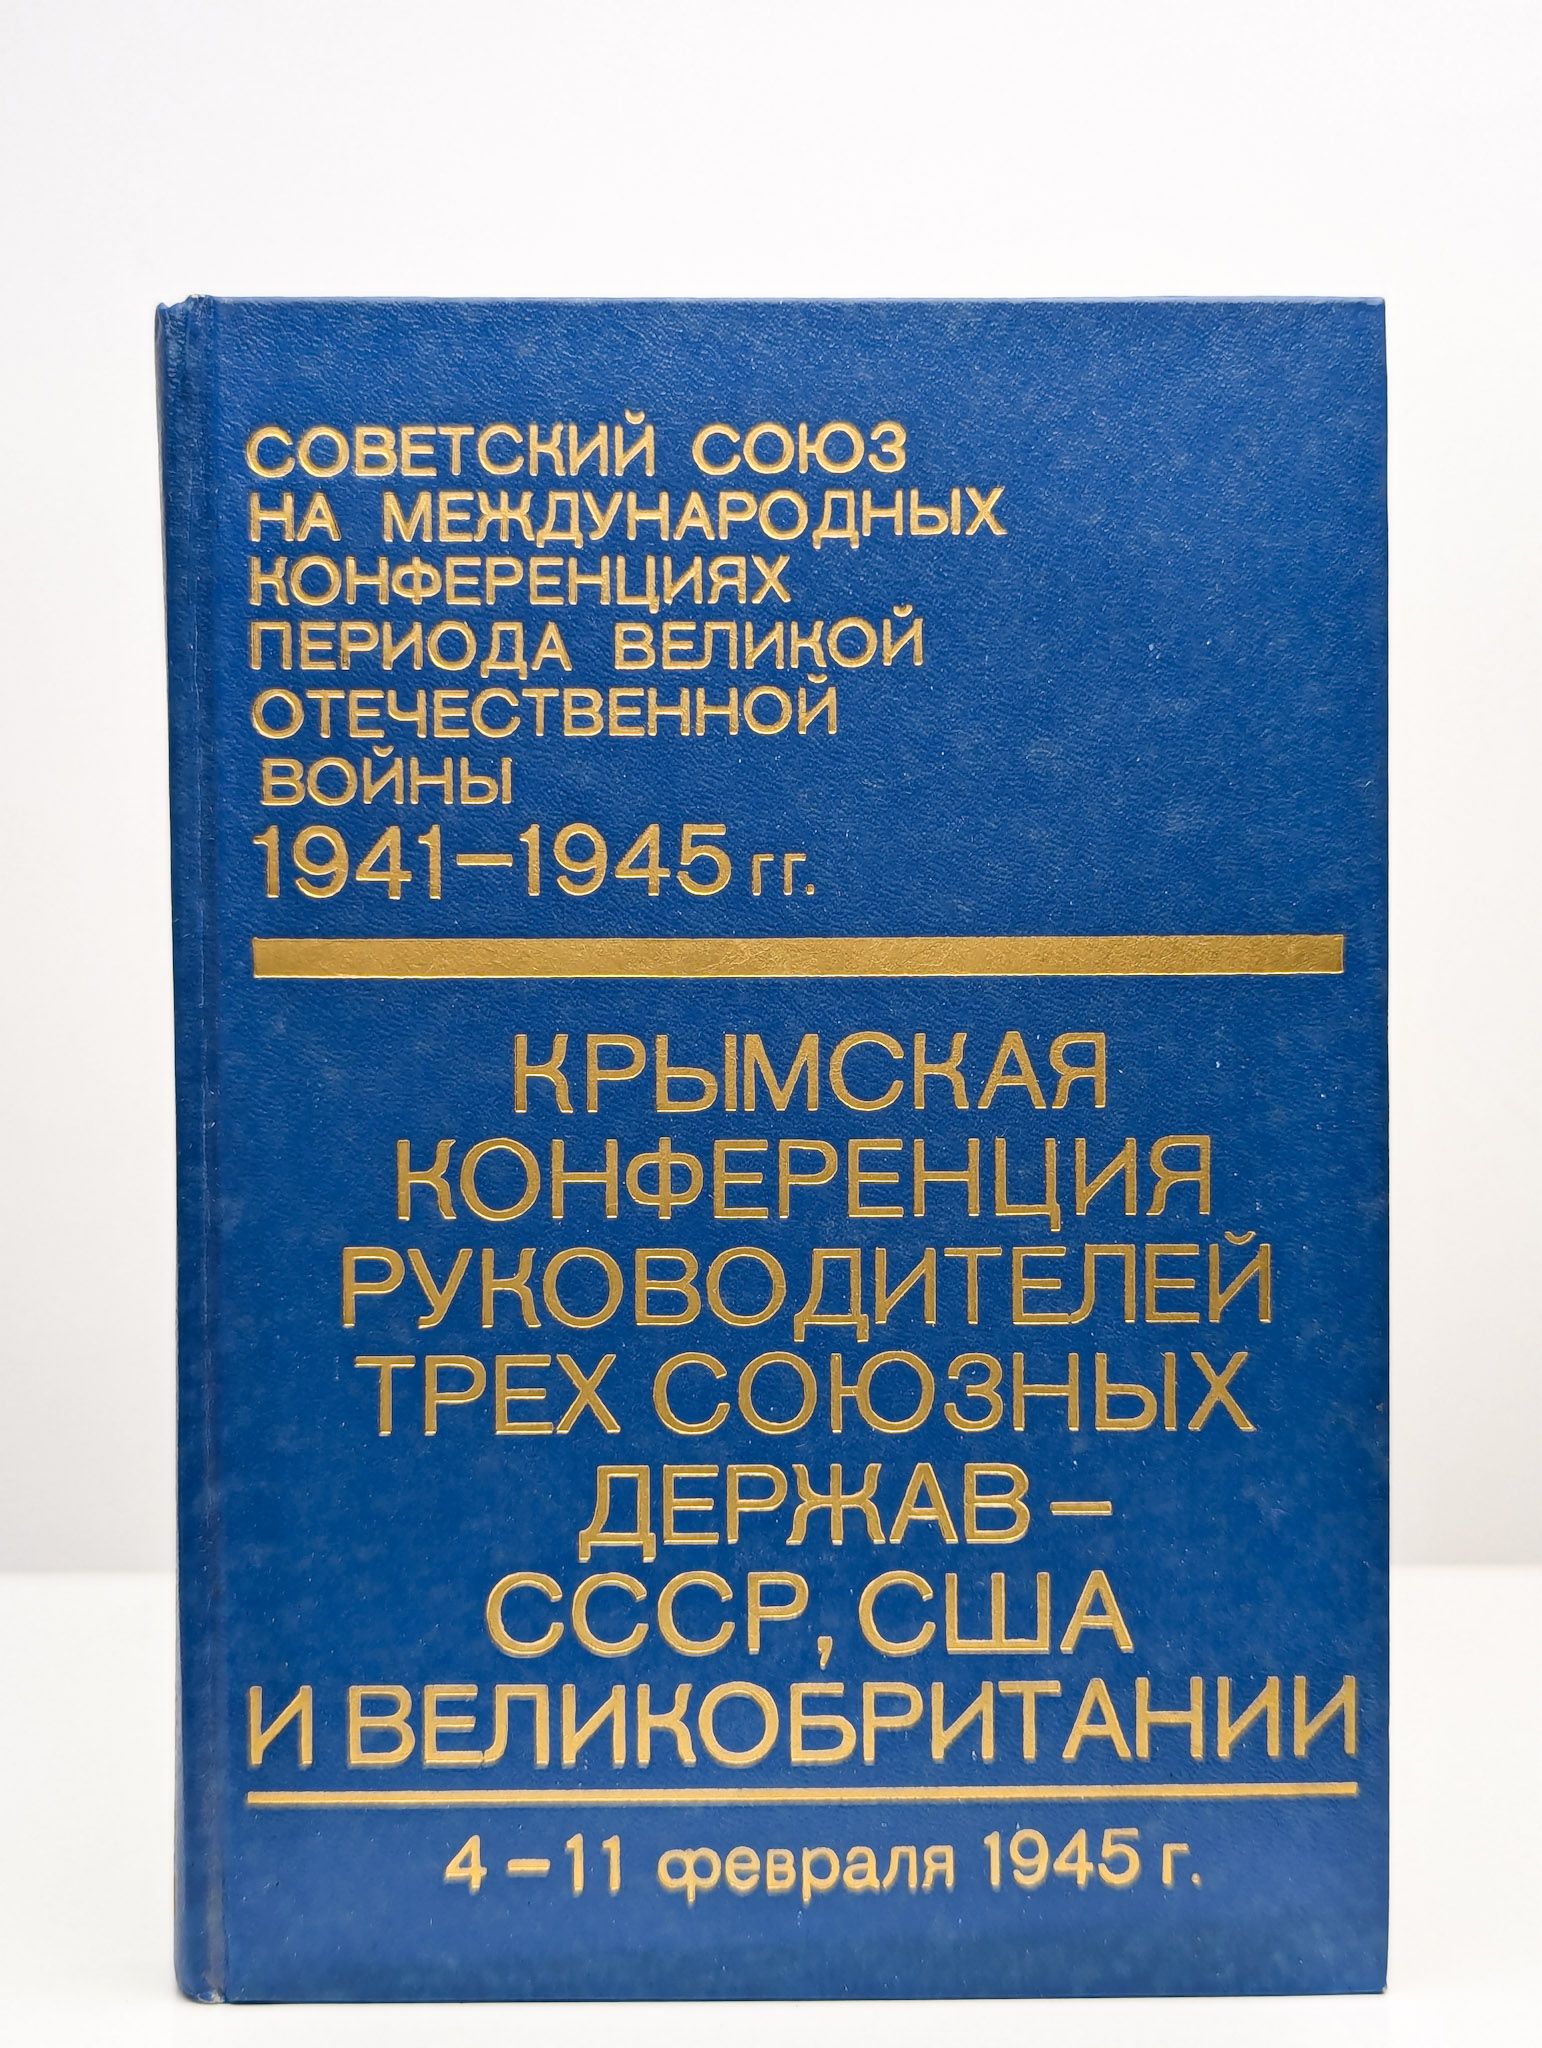 СОВЕТСКИЙ СОЮЗ
НА МЕЖДУНАРОДНЫХ
КОНФЕРЕНЦИЯХ
ПЕРИОДА ВЕЛИКОЙ
ОТЕЧЕСТВЕННОЙ
ВОЙНЫ
1941–1945 гг.
КРЫМСКАЯ
КОНФЕРЕНЦИЯ
РУКОВОДИТЕЛЕЙ
ТРЕХ СОЮЗНЫХ
ДЕРЖАВ –
СССР, США
И ВЕЛИКОБРИТАНИИ
4 – 11 февраля 1945 г.